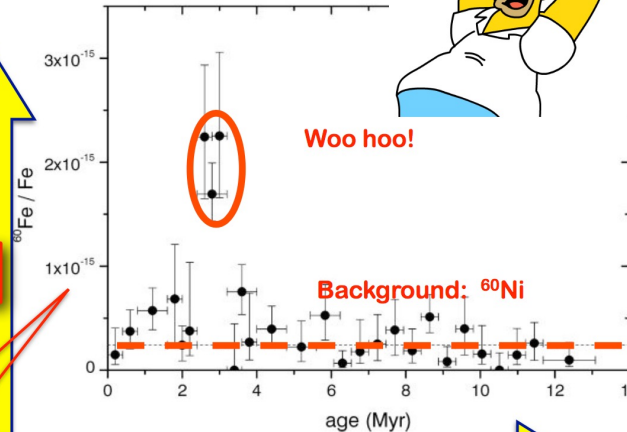 3x10-15
2x10-15
1x10-15
0
60Fe / Fe
Woo hoo!
Background: 60Ni
0 2 4 6 8 10 12 14
age (Myr)